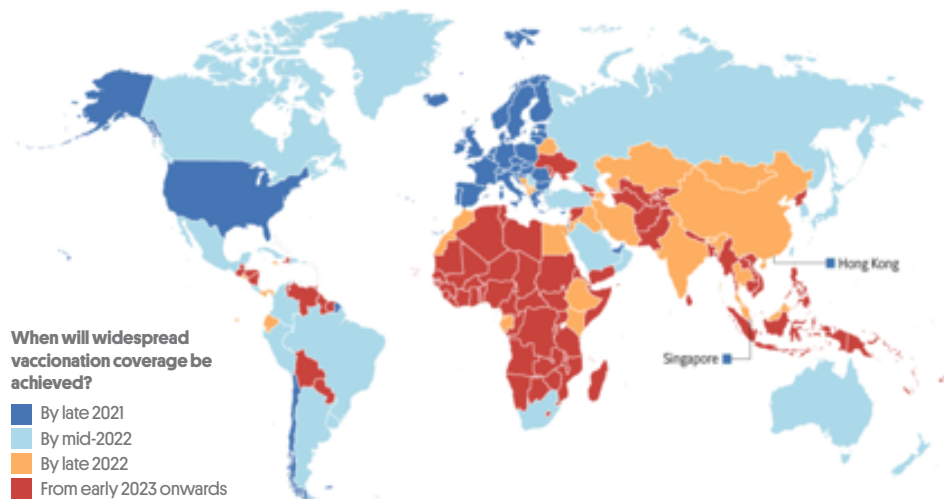 Hong Kong
Singapore
When will widespread
vaccionation coverage be
achieved?
By late 2021
By mid-2022
By late 2022
From early 2023 onwards